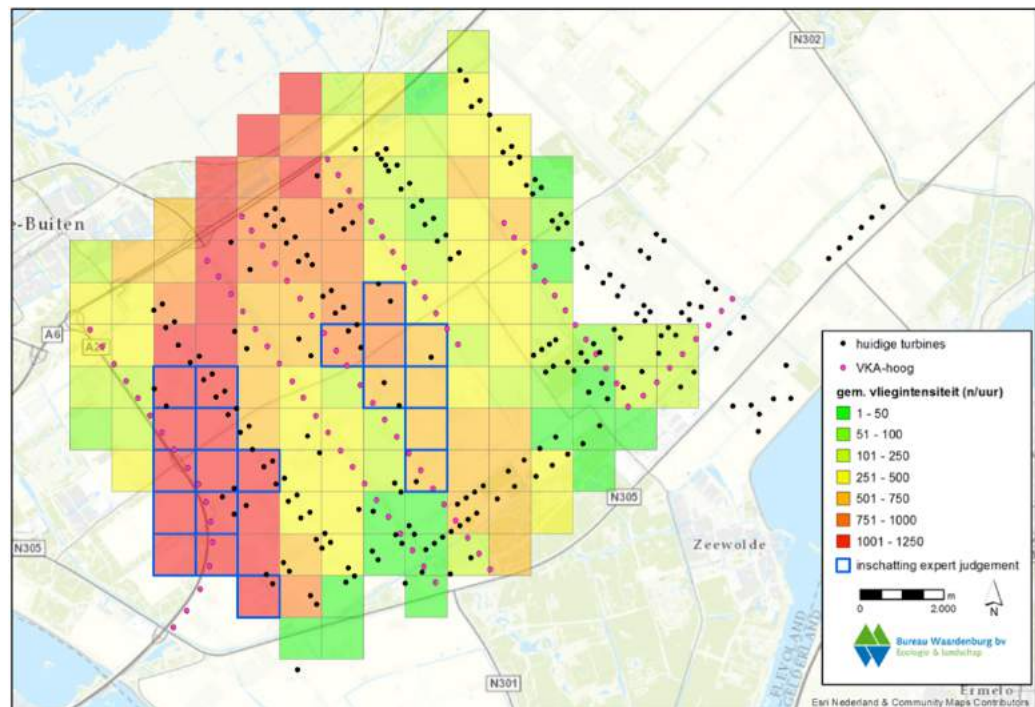 N302
e-Buiten
A6
A27
N305
N305
Zeewolde
N301
FLEVOLAND
GELDERLAND
Ermelo
huidige turbines
VKA-hoog
gem. vliegintensiteit (n/uur)
1 - 50
51 - 100
101 - 250
251 - 500
501 - 750
751 - 1000
1001 - 1250
inschatting expert judgement
0 2.000 m
N
Bureau Waardenburg bv
Ecologie & landschap
Esri Nederland & Community Maps Contributors